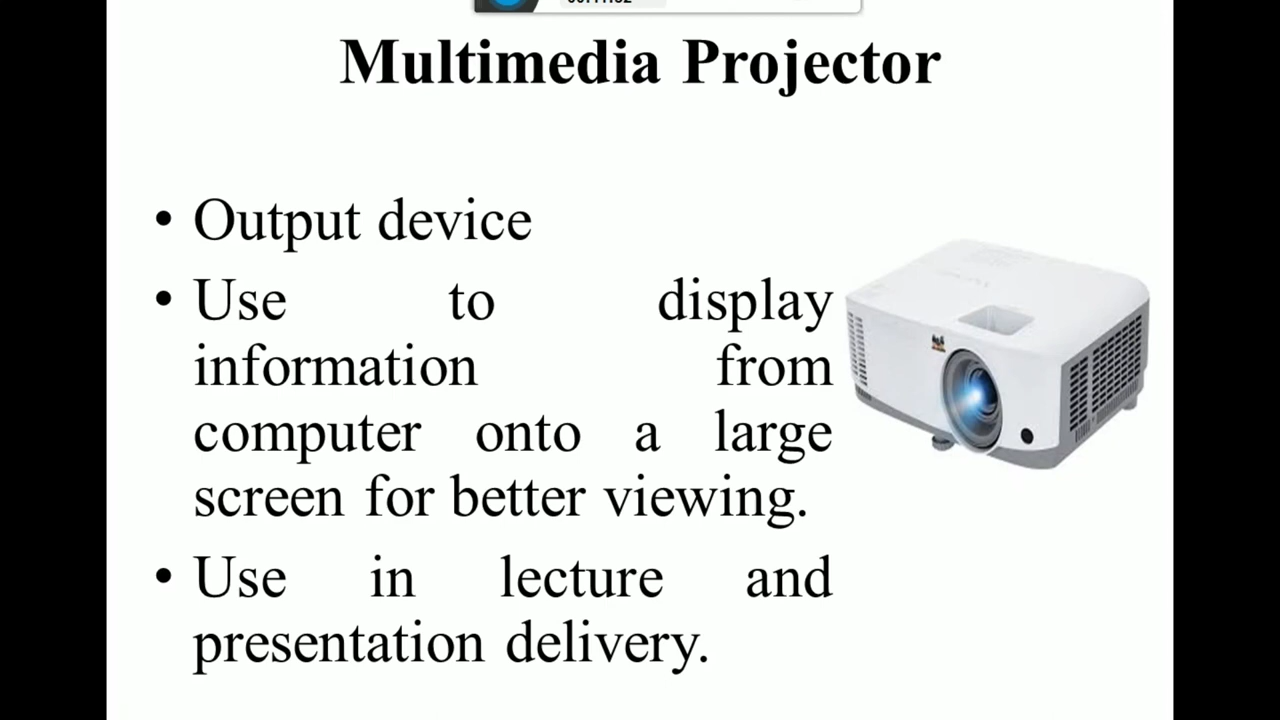 Multimedia Projector
• Output device
• Use to display
information from
computer onto a large
screen for better viewing.
• Use in lecture and
presentation delivery.